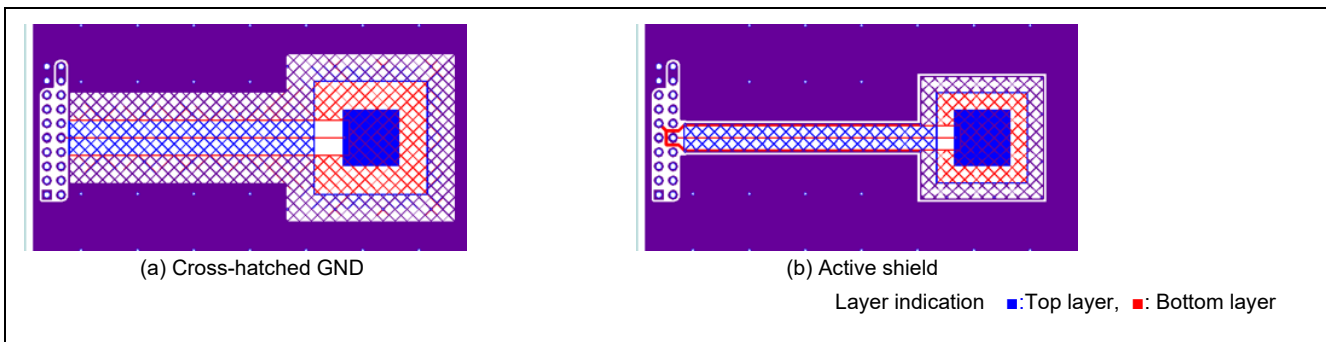 (a) Cross-hatched GND
(b) Active shield
Layer indication ■:Top layer, ■: Bottom layer